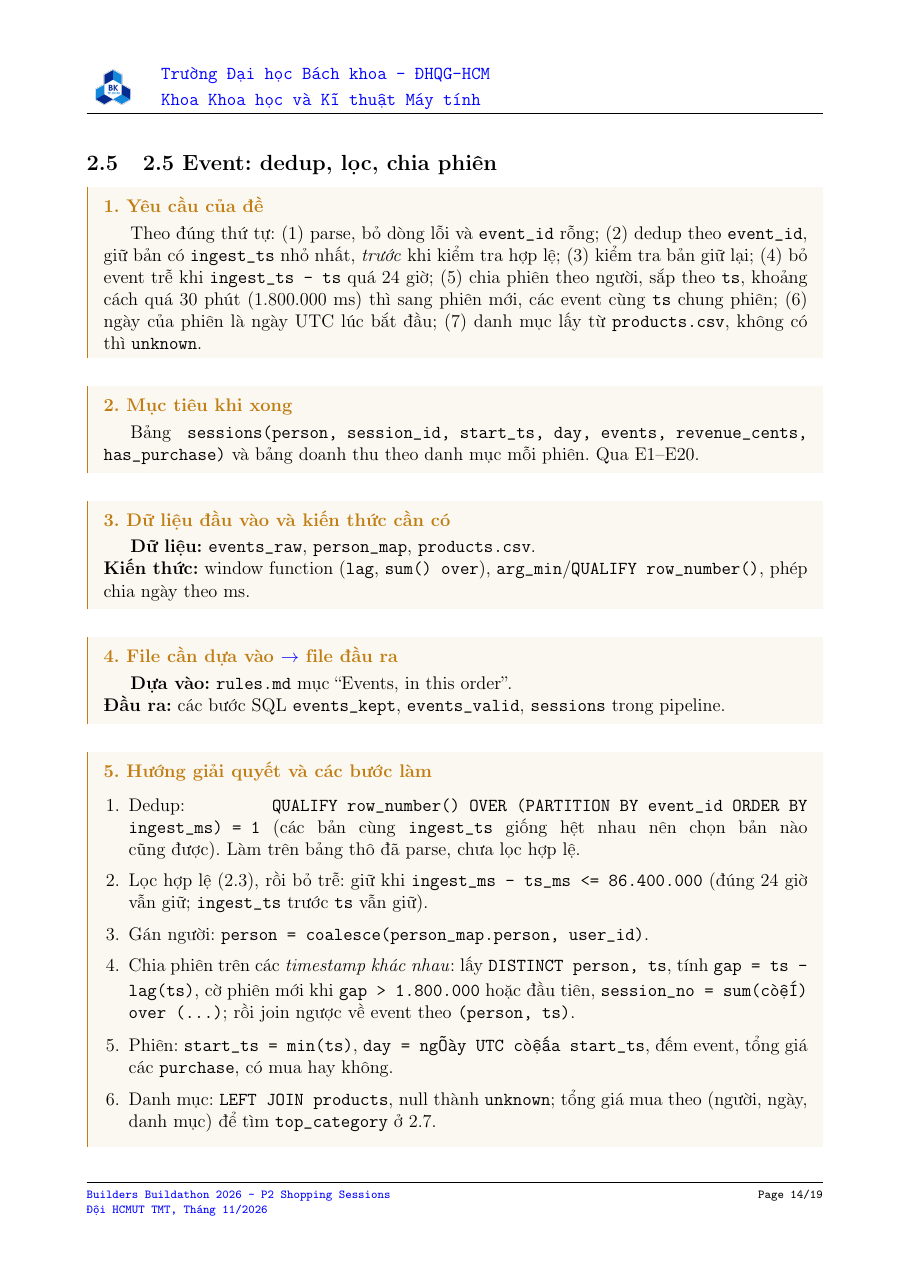 BK
Trường Đại học Bách khoa - ĐHQG-HCM
Khoa Khoa học và Kĩ thuật Máy tính
2.5 2.5 Event: dedup, lọc, chia phiên
1. Yêu cầu của đề
Theo đúng thứ tự: (1) parse, bỏ dòng lỗi và event_id rỗng; (2) dedup theo event_id,
giữ bản có ingest_ts nhỏ nhất, trước khi kiểm tra hợp lệ; (3) kiểm tra bản giữ lại; (4) bỏ
event trễ khi ingest_ts - ts quá 24 giờ; (5) chia phiên theo người, sắp theo ts, khoảng
cách quá 30 phút (1.800.000 ms) thì sang phiên mới, các event cùng ts chung phiên; (6)
ngày của phiên là ngày UTC lúc bắt đầu; (7) danh mục lấy từ products.csv, không có
thì unknown.
2. Mục tiêu khi xong
Bảng sessions(person, session_id, start_ts, day, events, revenue_cents,
has_purchase) và bảng doanh thu theo danh mục mỗi phiên. Qua E1–E20.
3. Dữ liệu đầu vào và kiến thức cần có
Dữ liệu: events_raw, person_map, products.csv.
Kiến thức: window function (lag, sum() over), arg_min/QUALIFY row_number(), phép
chia ngày theo ms.
4. File cần dựa vào → file đầu ra
Dựa vào: rules.md mục “Events, in this order”.
Đầu ra: các bước SQL events_kept, events_valid, sessions trong pipeline.
5. Hướng giải quyết và các bước làm
1. Dedup: QUALIFY row_number() OVER (PARTITION BY event_id ORDER BY
ingest_ms) = 1 (các bản cùng ingest_ts giống hệt nhau nên chọn bản nào
cũng được). Làm trên bảng thô đã parse, chưa lọc hợp lệ.
2. Lọc hợp lệ (2.3), rồi bỏ trễ: giữ khi ingest_ms - ts_ms <= 86.400.000 (đúng 24 giờ
vẫn giữ; ingest_ts trước ts vẫn giữ).
3. Gán người: person = coalesce(person_map.person, user_id).
4. Chia phiên trên các timestamp khác nhau: lấy DISTINCT person, ts, tính gap = ts -
lag(ts), cờ phiên mới khi gap > 1.800.000 hoặc đầu tiên, session_no = sum(còệÍ)
over (...); rồi join ngược về event theo (person, ts).
5. Phiên: start_ts = min(ts), day = ngÕày UTC còệấa start_ts, đếm event, tổng giá
các purchase, có mua hay không.
6. Danh mục: LEFT JOIN products, null thành unknown; tổng giá mua theo (người, ngày,
danh mục) để tìm top_category ở 2.7.
Builders Buildathon 2026 - P2 Shopping Sessions
Page 14/19
Đội HCMUT TMT, Tháng 11/2026